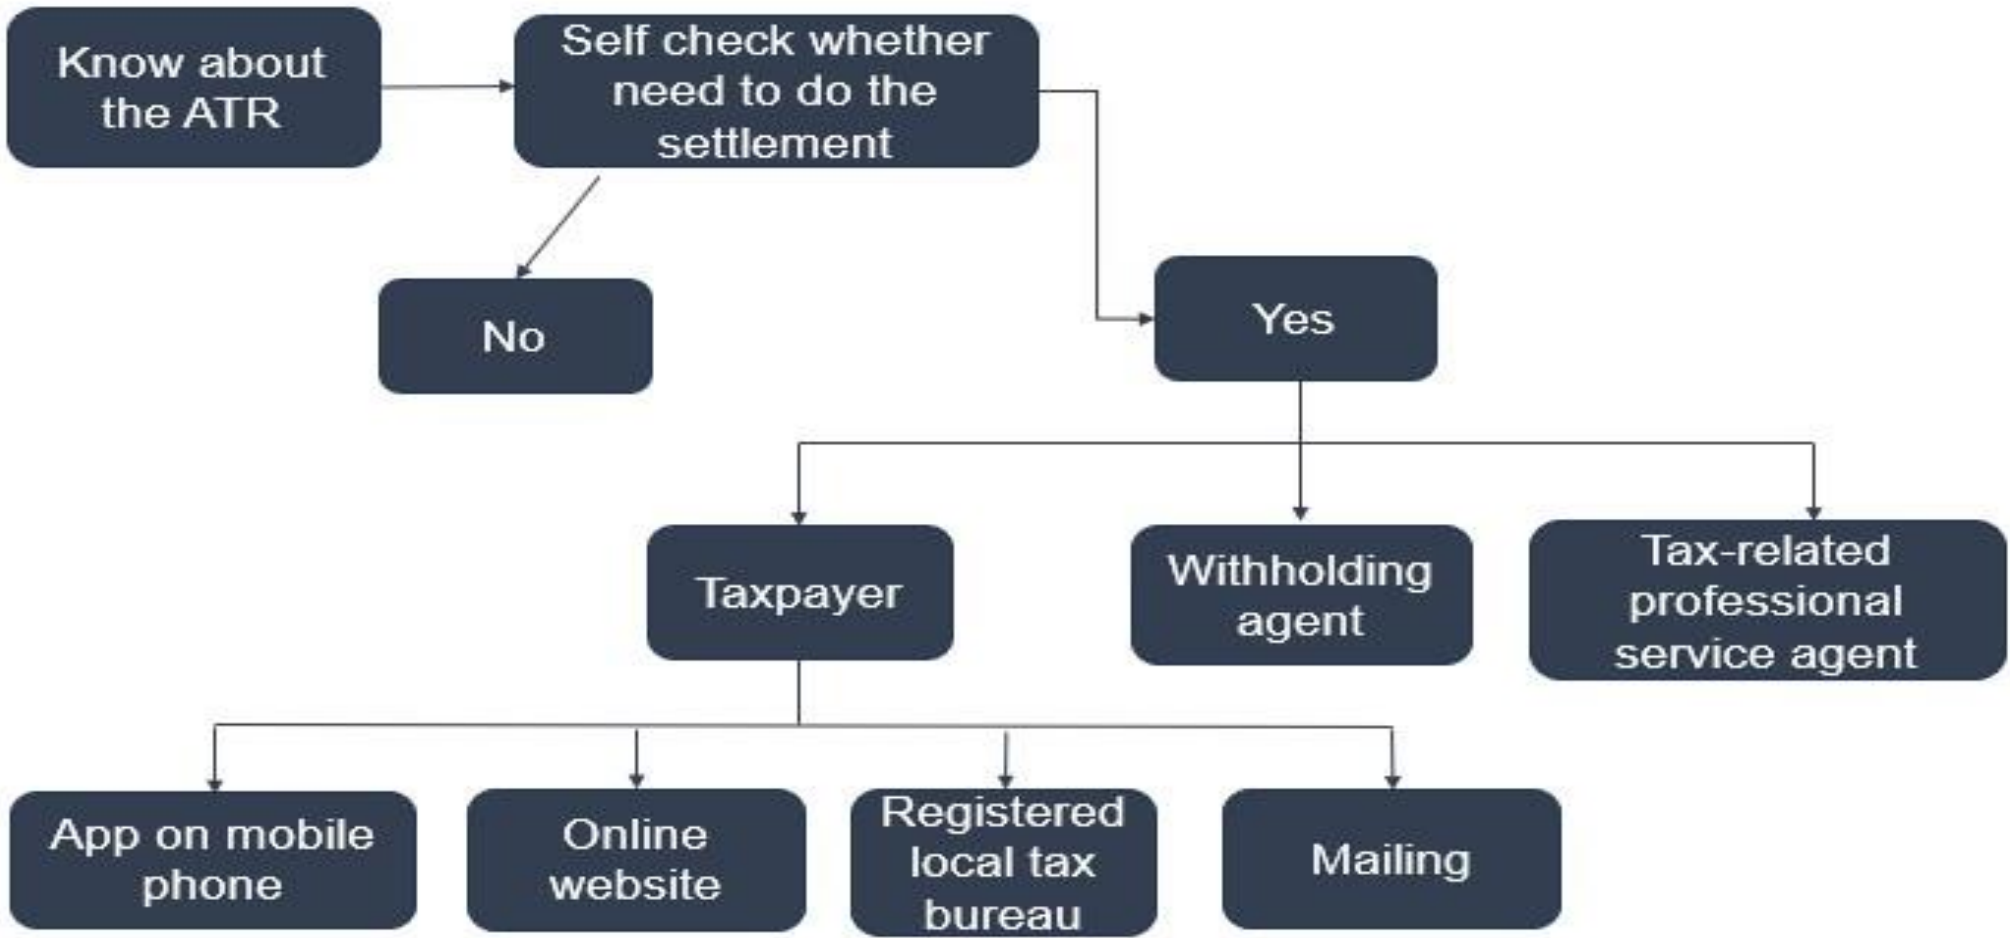 Know about
the ATR
Self check whether
need to do the
settlement
No
Yes
Taxpayer
Withholding
agent
Tax-related
professional
service agent
App on mobile
phone
Online
website
Registered
local tax
bureau
Mailing